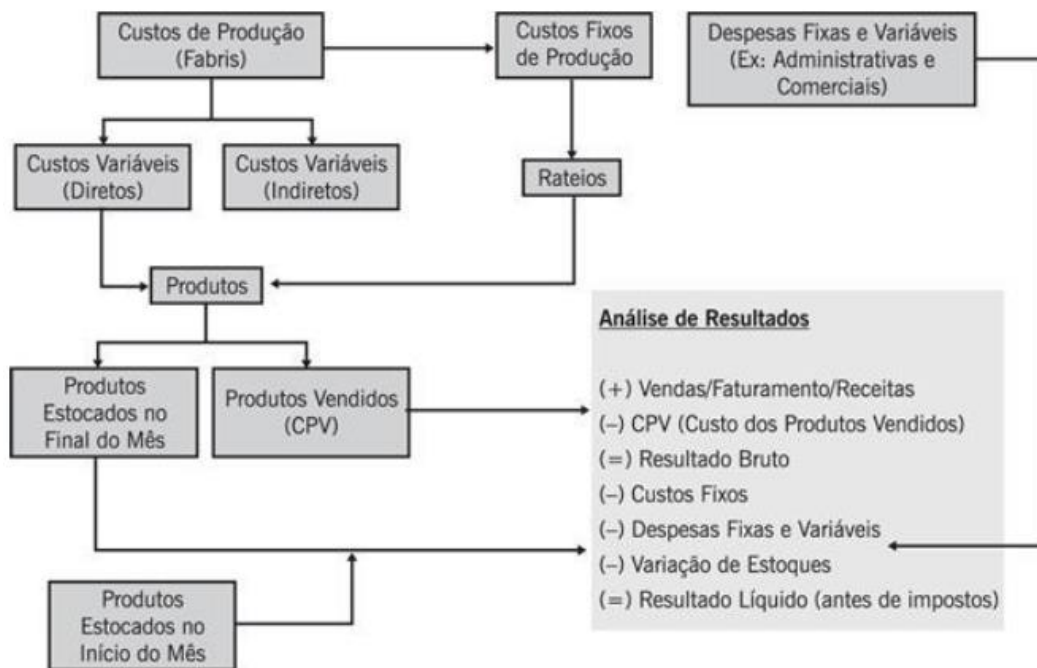 Custos de Produção
(Fabris)
Custos Fixos
de Produção
Despesas Fixas e Variáveis
(Ex: Administrativas e
Comerciais)
Custos Variáveis
(Diretos)
Custos Variáveis
(Indiretos)
Rateios
Produtos
Produtos
Estocados no
Final do Mês
Produtos Vendidos
(CPV)
Análise de Resultados
(+) Vendas/Faturamento/Receitas
(–) CPV (Custo dos Produtos Vendidos)
(=) Resultado Bruto
(–) Custos Fixos
(–) Despesas Fixas e Variáveis
(–) Variação de Estoques
(=) Resultado Líquido (antes de impostos)
Produtos
Estocados no
Início do Mês